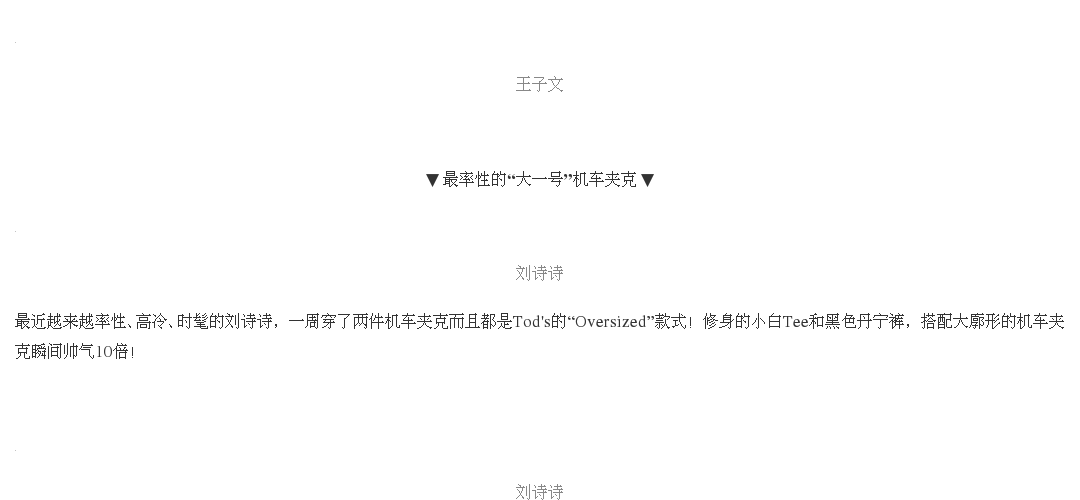 王子文
▼ 最率性的“大一号”机车夹克 ▼
刘诗诗
最近越来越率性、高冷、时髦的刘诗诗，一周穿了两件机车夹克而且都是Tod's的“Oversized”款式！修身的小白Tee和黑色丹宁裤，搭配大廓形的机车夹
克瞬间帅气10倍！
刘诗诗